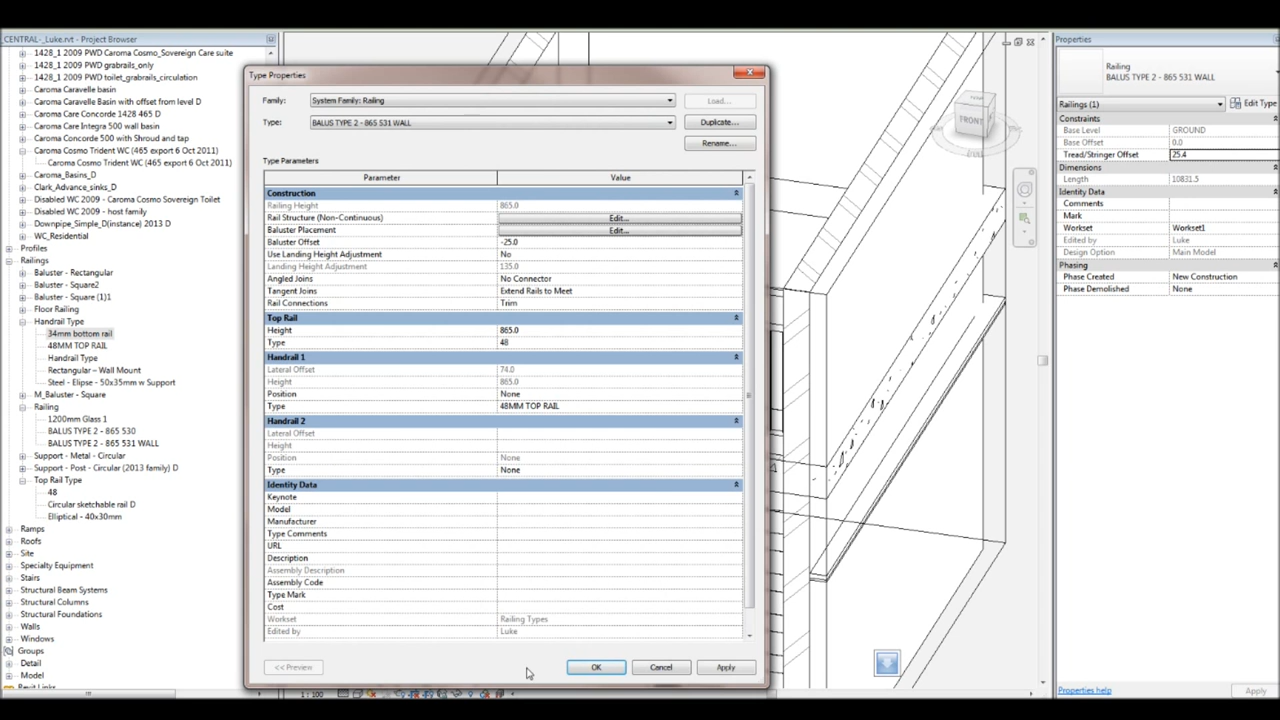 _CENTRAL-_Luke.rvt - Project Browser
1428_1 2009 PWD Caroma Cosmo_Sovereign Care suite
1428_1 2009 PWD grabrails_only
1428_1 2009 PWD toilet_grabrails_circulation
Caroma Caravelle basin
Caroma Caravelle Basin with offset from level D
Caroma Care Concorde 1428 465 D
Caroma Care Integra 500 wall basin
Caroma Concorde 500 with Shroud and tap
Caroma Cosmo Trident WC (465 export 6 Oct 2011)
Caroma Cosmo Trident WC (465 export 6 Oct 2011)
Caroma_Basins_D
Clark_Advance_sinks_D
Disabled WC 2009 - Caroma Sovereign Toilet
Disabled WC 2009 - host family
Downpipe_Simple_D(instance) 2013 D
WC_Residential
Profiles
Railings
Baluster - Rectangular
Baluster - Square2
Baluster - Square (1)1
Floor Railing
Handrail Type
34mm bottom rail
48MM TOP RAIL
Handrail Type
Rectangular – Wall Mount
Steel - Elipse - 50x35mm w Support
M_Baluster - Square
Railing
1200mm Glass 1
BALUS TYPE 2 - 865 530
BALUS TYPE 2 - 865 531 WALL
Support - Metal - Circular
Support - Post - Circular (2013 family) D
Top Rail Type
48
Circular sketchable rail D
Elliptical - 40x30mm
Ramps
Roofs
Site
Specialty Equipment
Stairs
Structural Beam Systems
Structural Columns
Structural Foundations
Walls
Windows
Groups
Detail
Model
Revit Links
Type Properties
Family: System Family: Railing Load...
Type: BALUS TYPE 2 - 865 531 WALL Duplicate...
Rename...
Type Parameters
Parameter Value
Construction
Railing Height 865.0
Rail Structure (Non-Continuous) Edit...
Baluster Placement Edit...
Baluster Offset -25.0
Use Landing Height Adjustment No
Landing Height Adjustment 135.0
Angled Joins No Connector
Tangent Joins Extend Rails to Meet
Rail Connections Trim
Top Rail
Height 865.0
Type 48
Handrail 1
Lateral Offset 74.0
Height 865.0
Position None
Type 48MM TOP RAIL
Handrail 2
Lateral Offset
Height
Position None
Type None
Identity Data
Keynote
Model
Manufacturer
Type Comments
URL
Description
Assembly Description
Assembly Code
Type Mark
Cost
Workset Railing Types
Edited by Luke
<< Preview OK Cancel Apply
1 : 100
FRONT
Properties
Railing
BALUS TYPE 2 - 865 531 WALL
Railings (1) Edit Type
Constraints
Base Level GROUND
Base Offset 0.0
Tread/Stringer Offset 25.4
Dimensions
Length 10831.5
Identity Data
Comments
Mark
Workset Workset1
Edited by Luke
Design Option Main Model
Phasing
Phase Created New Construction
Phase Demolished None
Properties help Apply